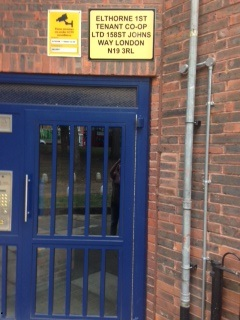 ELTHORNE 1ST
TENANT CO-OP
LTD 158ST JOHNS
WAY LONDON
N19 3RL